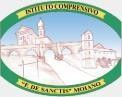 ISTITUTO COMPRENSIVO
"F. DE SANCTIS" MOIANO